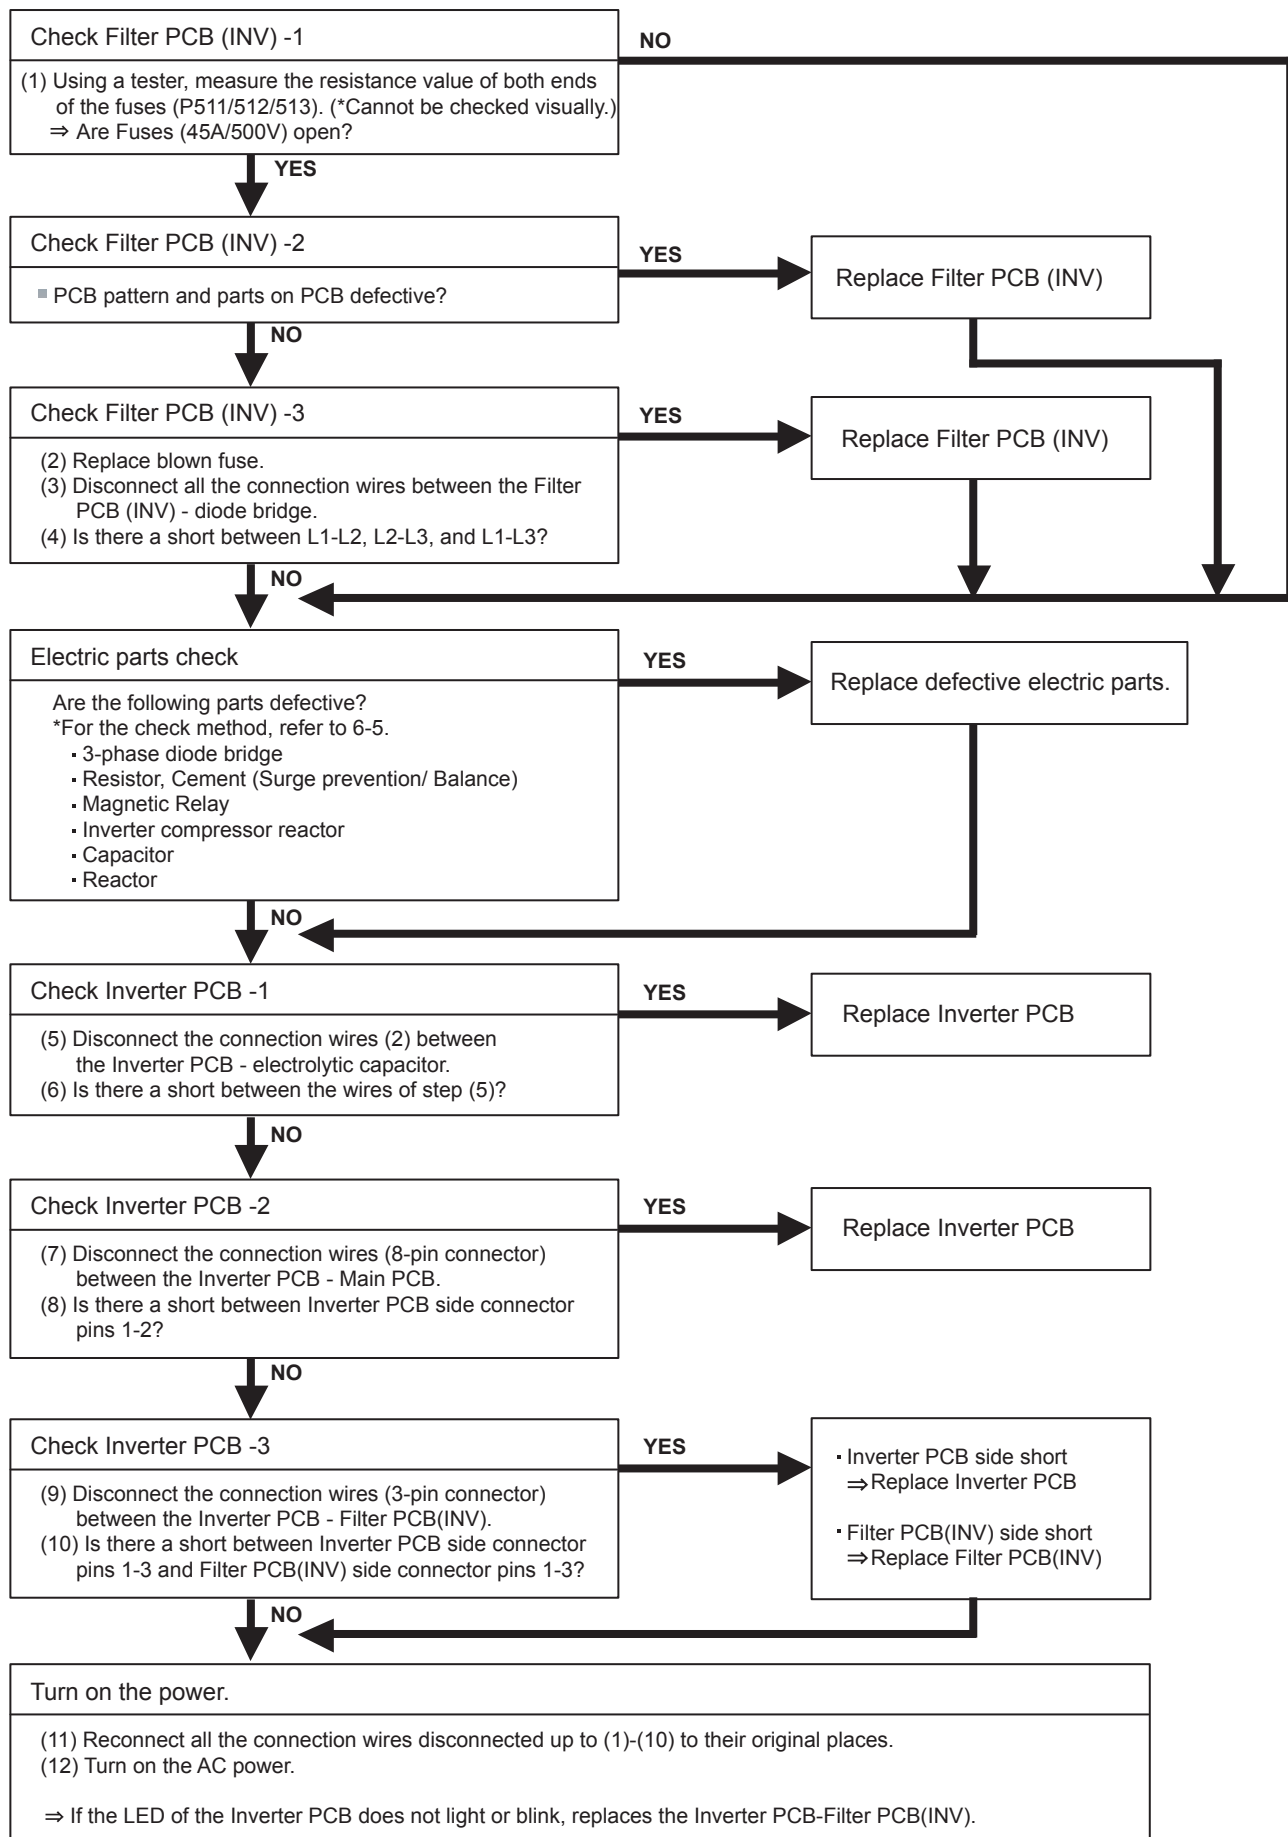 Check Filter PCB (INV) -1
NO
(1) Using a tester, measure the resistance value of both ends
of the fuses (P511/512/513). (*Cannot be checked visually.)
⇒ Are Fuses (45A/500V) open?
YES
Check Filter PCB (INV) -2
YES
Replace Filter PCB (INV)
▪ PCB pattern and parts on PCB defective?
NO
Check Filter PCB (INV) -3
YES
Replace Filter PCB (INV)
(2) Replace blown fuse.
(3) Disconnect all the connection wires between the Filter
PCB (INV) - diode bridge.
(4) Is there a short between L1-L2, L2-L3, and L1-L3?
NO
Electric parts check
YES
Replace defective electric parts.
Are the following parts defective?
*For the check method, refer to 6-5.
· 3-phase diode bridge
· Resistor, Cement (Surge prevention/ Balance)
· Magnetic Relay
· Inverter compressor reactor
· Capacitor
· Reactor
NO
Check Inverter PCB -1
YES
Replace Inverter PCB
(5) Disconnect the connection wires (2) between
the Inverter PCB - electrolytic capacitor.
(6) Is there a short between the wires of step (5)?
NO
Check Inverter PCB -2
YES
Replace Inverter PCB
(7) Disconnect the connection wires (8-pin connector)
between the Inverter PCB - Main PCB.
(8) Is there a short between Inverter PCB side connector
pins 1-2?
NO
Check Inverter PCB -3
YES
· Inverter PCB side short
⇒ Replace Inverter PCB
· Filter PCB(INV) side short
⇒ Replace Filter PCB(INV)
(9) Disconnect the connection wires (3-pin connector)
between the Inverter PCB - Filter PCB(INV).
(10) Is there a short between Inverter PCB side connector
pins 1-3 and Filter PCB(INV) side connector pins 1-3?
NO
Turn on the power.
(11) Reconnect all the connection wires disconnected up to (1)-(10) to their original places.
(12) Turn on the AC power.
⇒ If the LED of the Inverter PCB does not light or blink, replaces the Inverter PCB-Filter PCB(INV).